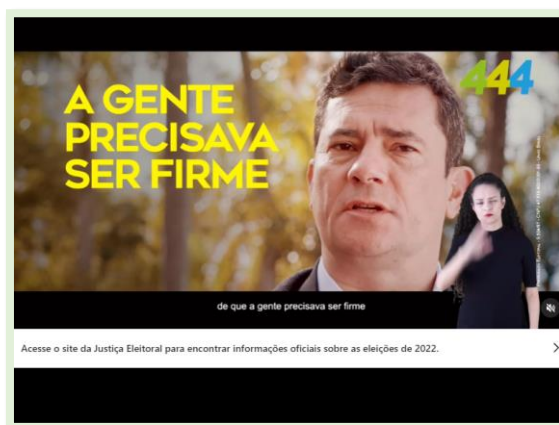 A GENTE
PRECISAVA
SER FIRME
444
de que a gente precisava ser firme
Acesse o site da Justiça Eleitoral para encontrar informações oficiais sobre as eleições de 2022.